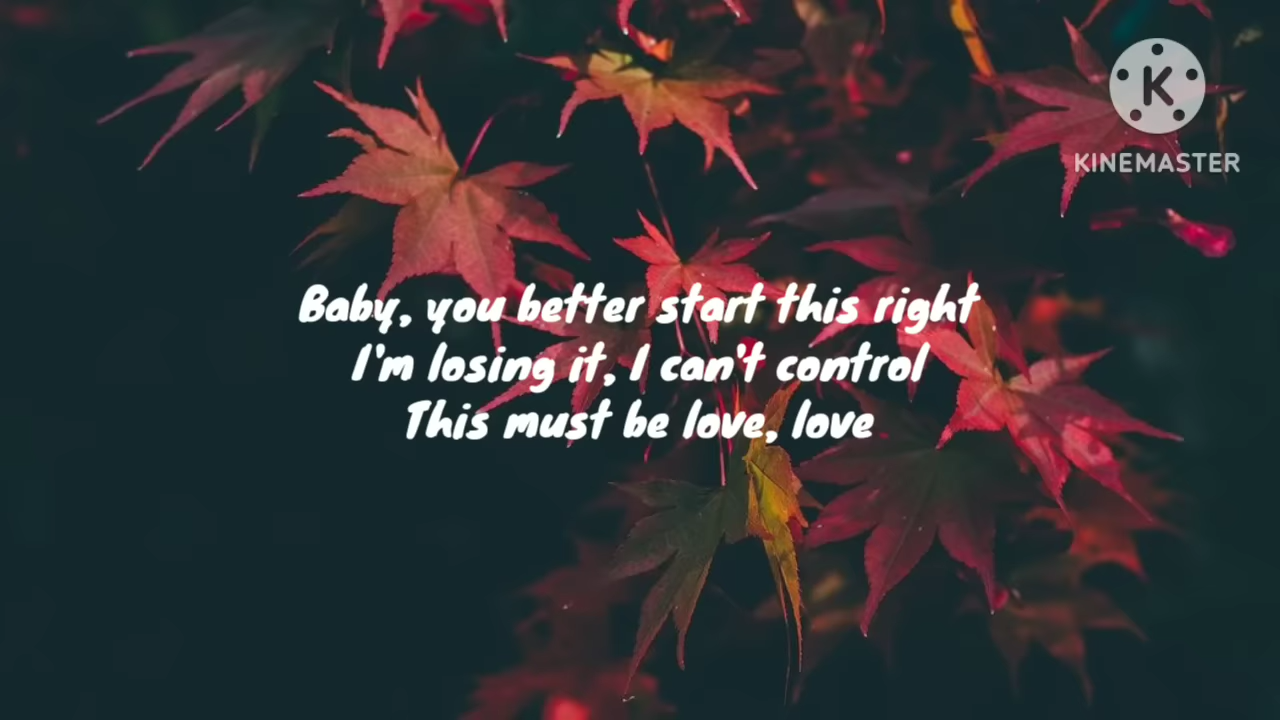 K
KINEMASTER
Baby, you better start this right
I'm losing it, I can't control
This must be love, love